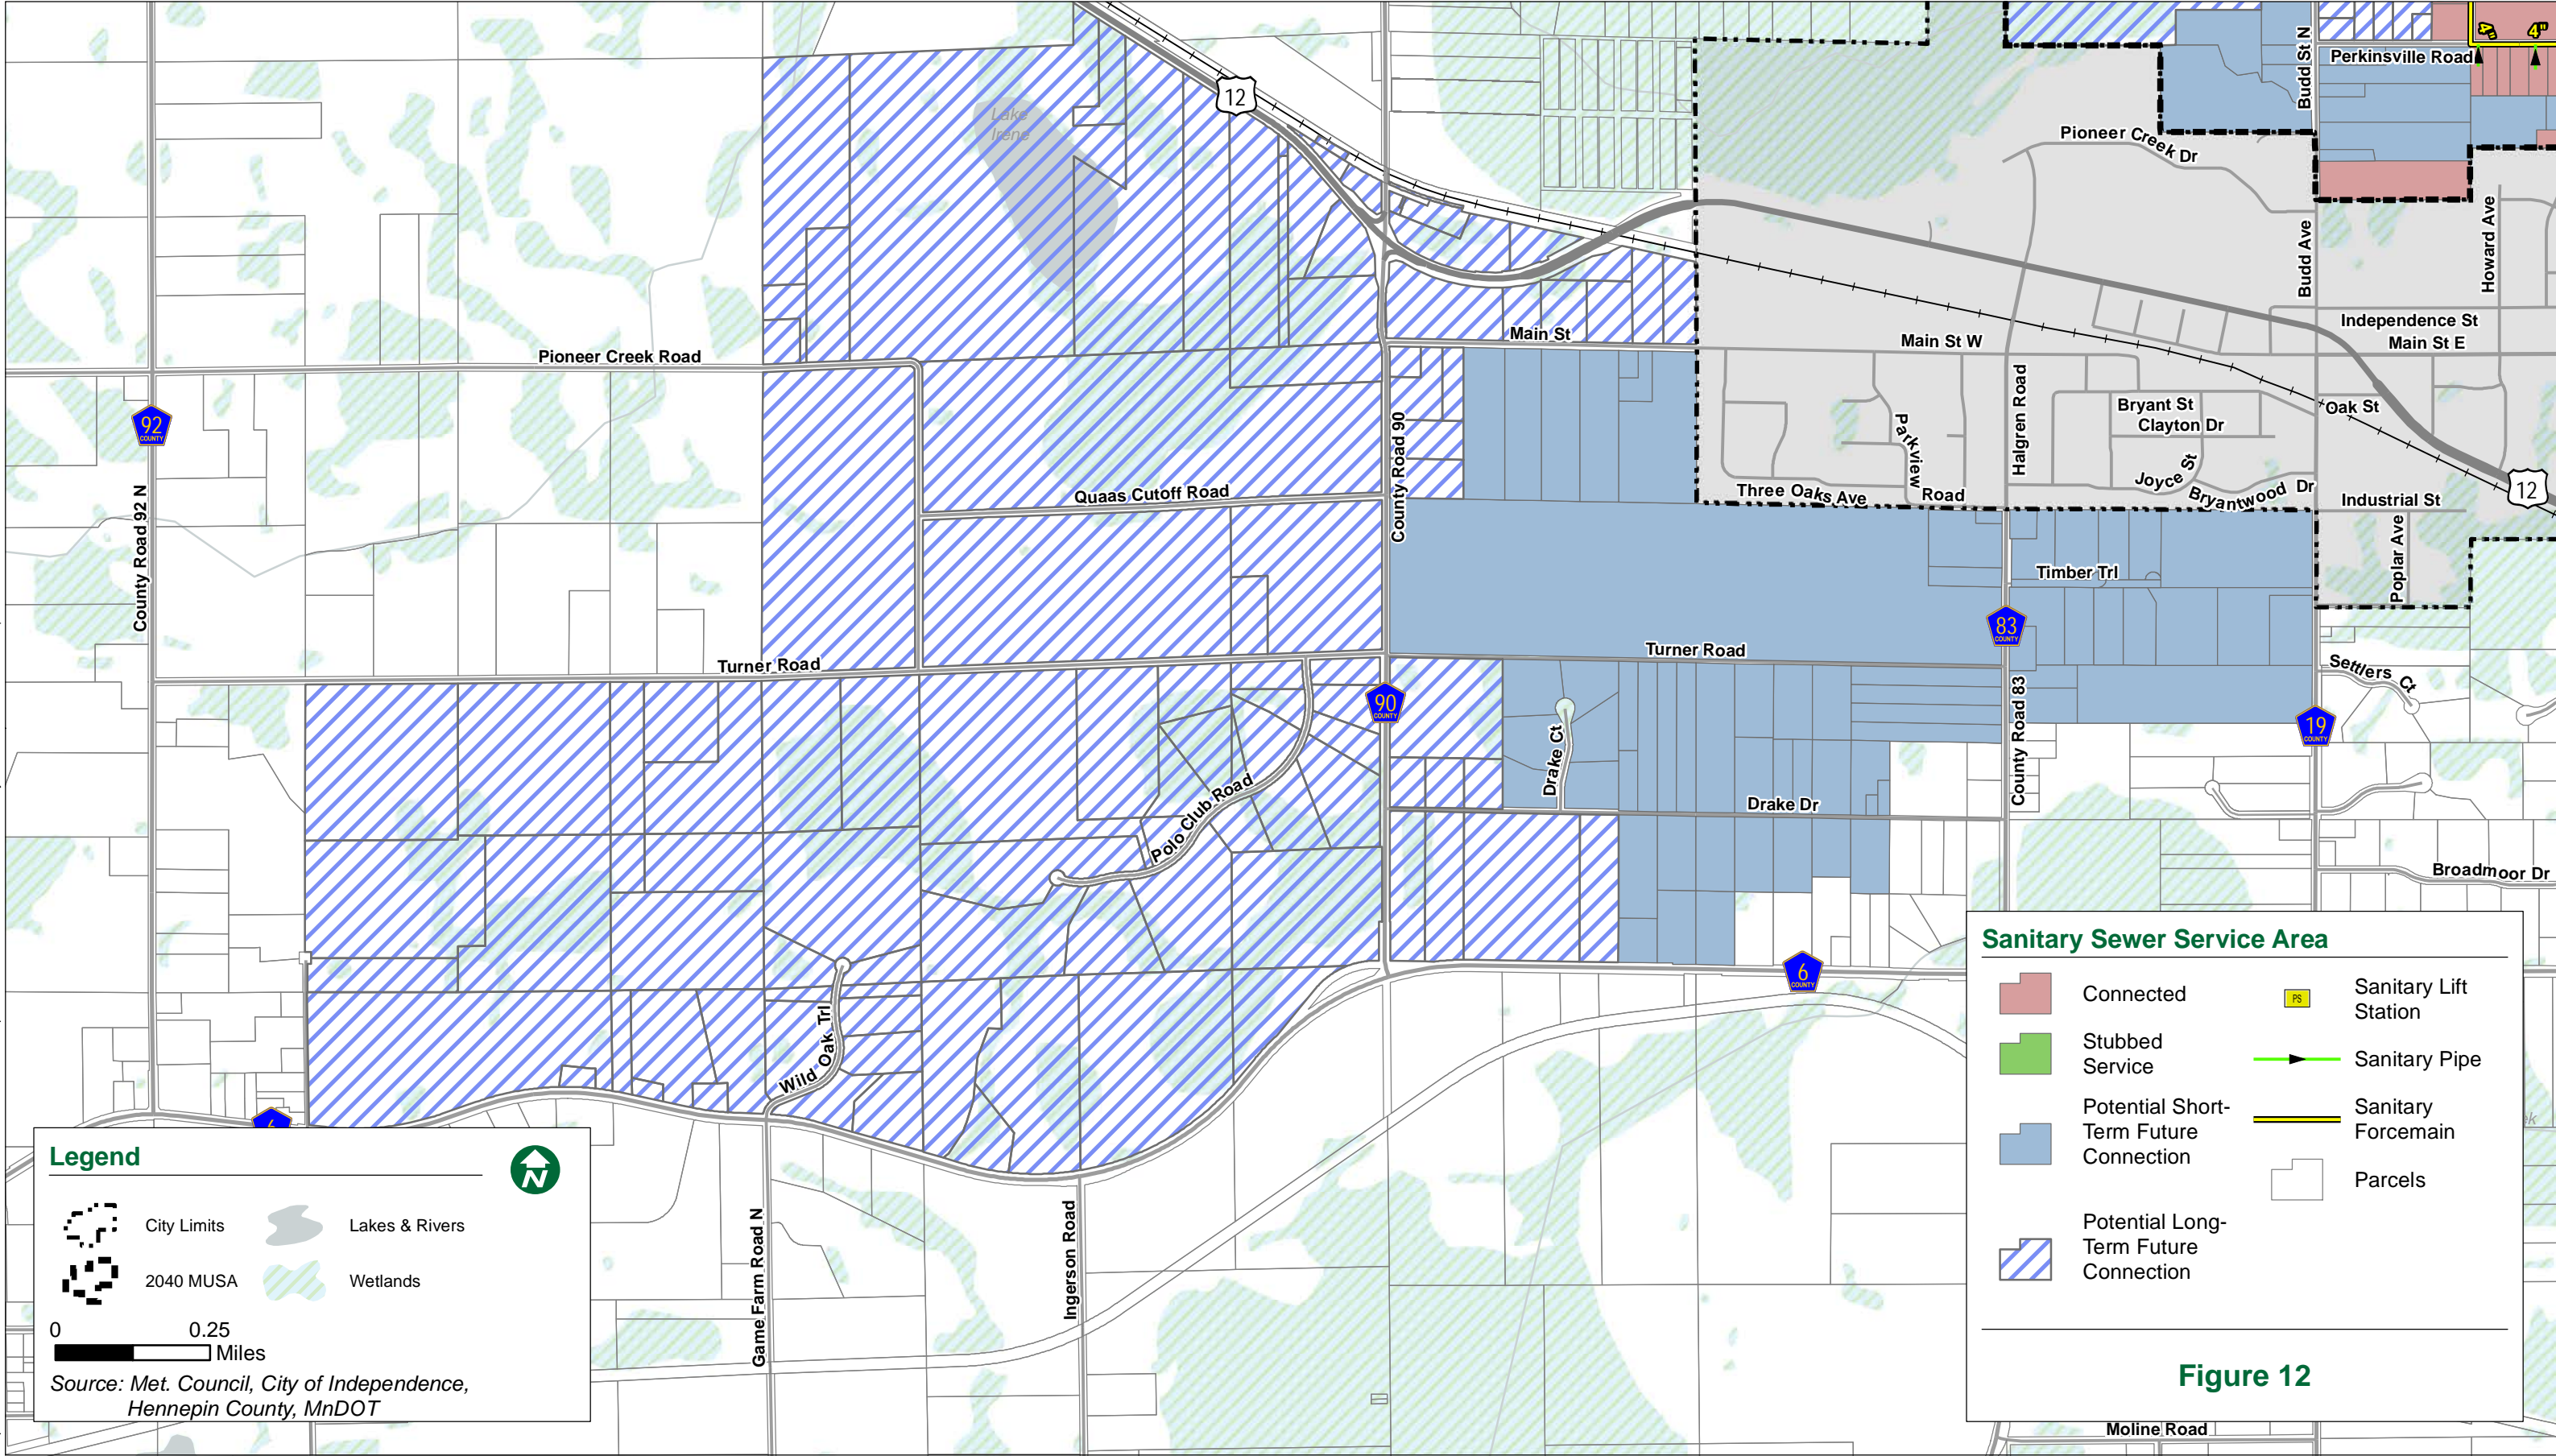 4"
4"
Perkinsville Road
Budd St N
12
Lake
Irene
Pioneer Creek Dr
Howard Ave
Budd Ave
Independence St
Main St E
Main St
Main St W
Pioneer Creek Road
Halgren Road
Bryant St
Clayton Dr
Oak St
92
COUNTY
County Road 90
Parkview
Road
Joyce St
Bryantwood Dr
Three Oaks Ave
Quaas Cutoff Road
Industrial St
12
County Road 92 N
Poplar Ave
Timber Trl
83
COUNTY
Turner Road
Turner Road
Settlers Ct
90
COUNTY
19
COUNTY
County Road 83
Drake Ct
Drake Dr
Polo Club Road
Broadmoor Dr
6
COUNTY
Wild Oak Trl
6
Game Farm Road N
Ingerson Road
Moline Road
Legend
N
City Limits
Lakes & Rivers
2040 MUSA
Wetlands
0 0.25
Miles
Source: Met. Council, City of Independence,
Hennepin County, MnDOT
Sanitary Sewer Service Area
Connected
Stubbed
Service
Potential Short-
Term Future
Connection
Potential Long-
Term Future
Connection
PS
Sanitary Lift
Station
Sanitary Pipe
Sanitary
Forcemain
Parcels
Figure 12